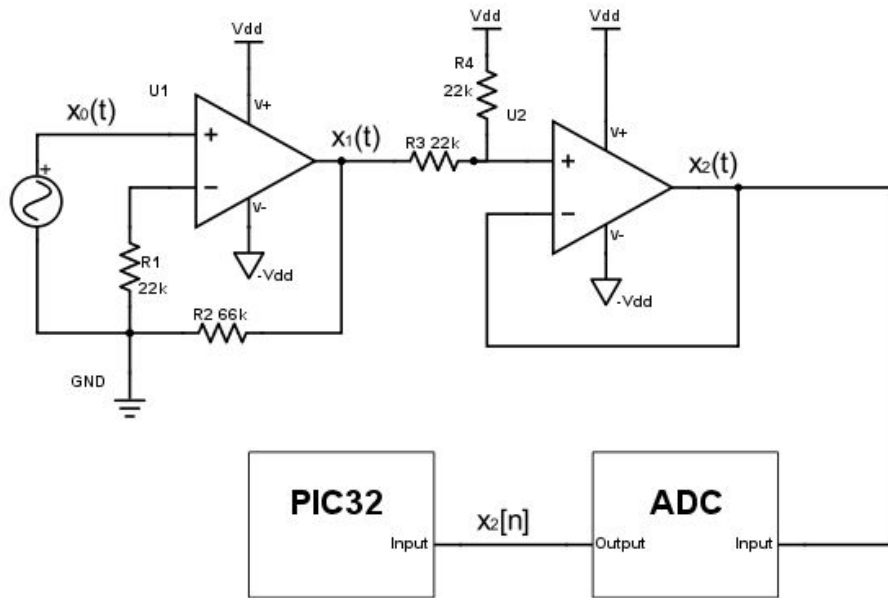 Vdd
Vdd
Vdd
R4
22k
U1
U2
x₀(t)
V+
V+
x₁(t)
R3 22k
x₂(t)
+
+
+
−
−
V-
V-
R1
22k
-Vdd
-Vdd
R2 66k
GND
PIC32
ADC
x₂[n]
Input
Output
Input